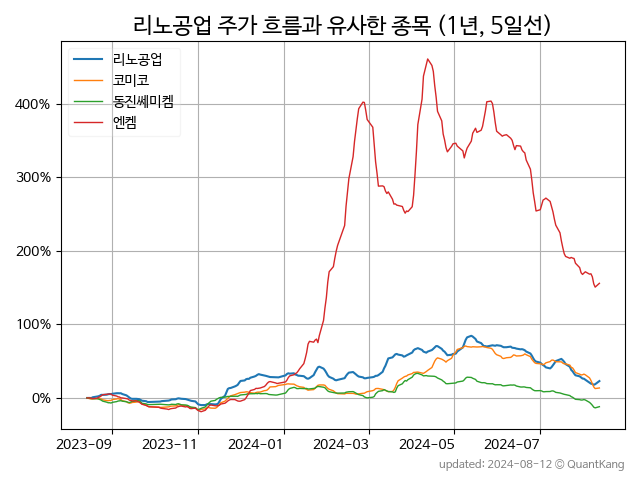 리노공업 주가 흐름과 유사한 종목 (1년, 5일선)
리노공업
코미코
동진쎄미켐
엔켐
400%
300%
200%
100%
0%
2023-09 2023-11 2024-01 2024-03 2024-05 2024-07
updated: 2024-08-12 © QuantKang